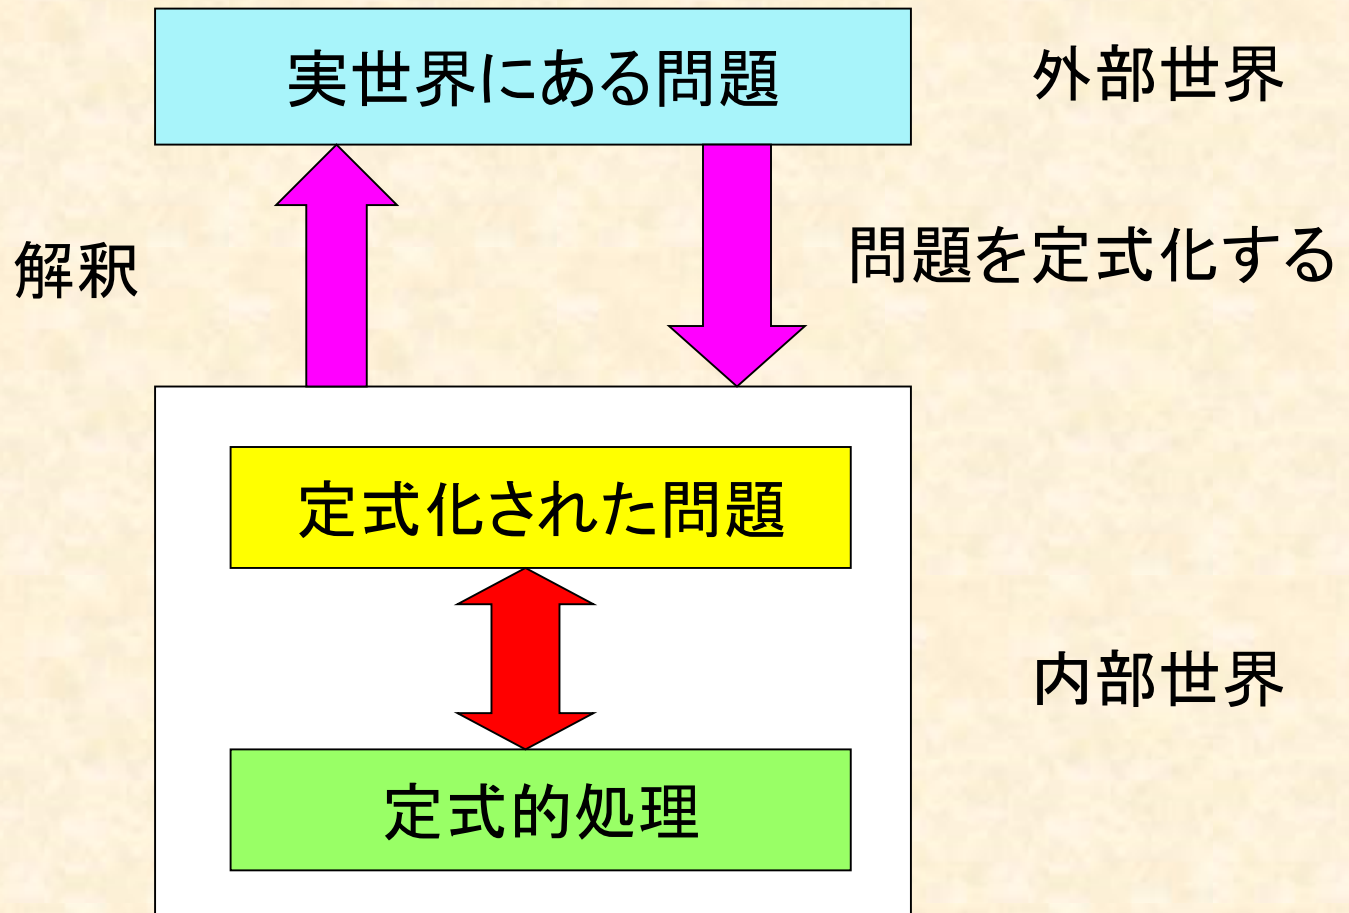 実世界にある問題
外部世界
解釈
問題を定式化する
定式化された問題
内部世界
定式的処理